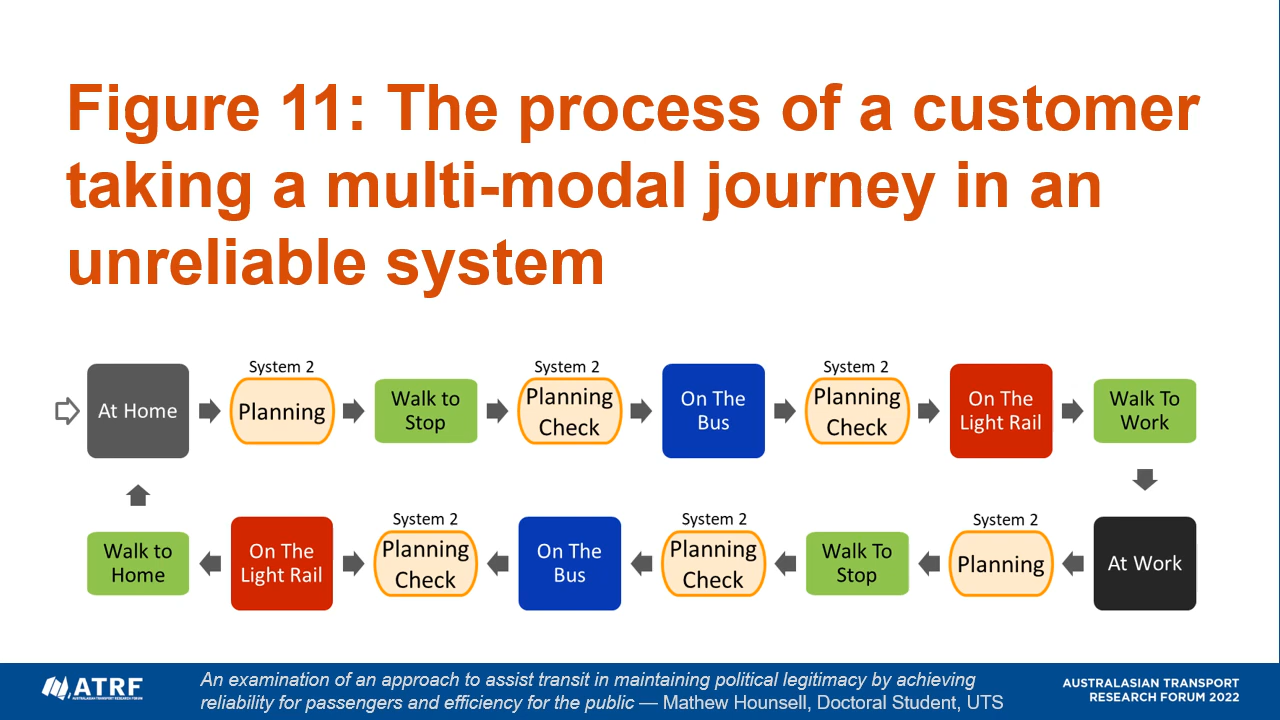 Figure 11: The process of a customer
taking a multi-modal journey in an
unreliable system
System 2
System 2
System 2
At Home
Planning
Walk to
Stop
Planning
Check
On The
Bus
Planning
Check
On The
Light Rail
Walk To
Work
System 2
System 2
System 2
Walk to
Home
On The
Light Rail
Planning
Check
On The
Bus
Planning
Check
Walk To
Stop
Planning
At Work
ATRF
AUSTRALASIAN TRANSPORT RESEARCH FORUM
An examination of an approach to assist transit in maintaining political legitimacy by achieving
reliability for passengers and efficiency for the public — Mathew Hounsell, Doctoral Student, UTS
AUSTRALASIAN TRANSPORT
RESEARCH FORUM 2022